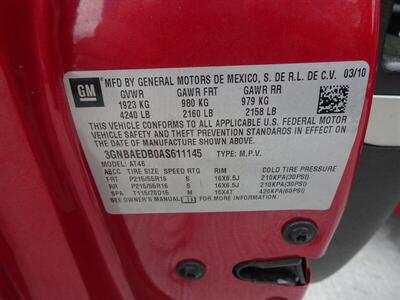 GM
MFD BY GENERAL MOTORS DE MEXICO, S. DE R.L. DE C.V. 03/10
GVWR GAWR FRT GAWR RR
1923 KG 980 KG 979 KG
4240 LB 2160 LB 2158 LB
THIS VEHICLE CONFORMS TO ALL APPLICABLE U.S. FEDERAL MOTOR
VEHICLE SAFETY AND THEFT PREVENTION STANDARDS IN EFFECT ON
THE DATE OF MANUFACTURE SHOWN ABOVE.
3GNBAEDB0AS611145 TYPE: M.P.V.
MODEL: AT46
ABCC TIRE SIZE SPEED RTG RIM COLD TIRE PRESSURE
FRT P215/55R16 S 16X6.5J 210KPA(30PSI)
RR P215/55R16 S 16X6.5J 210KPA(30PSI)
SPA T115/70D15 M 15X4T 420KPA(60PSI)
SEE OWNER'S MANUAL FOR MORE INFORMATION.